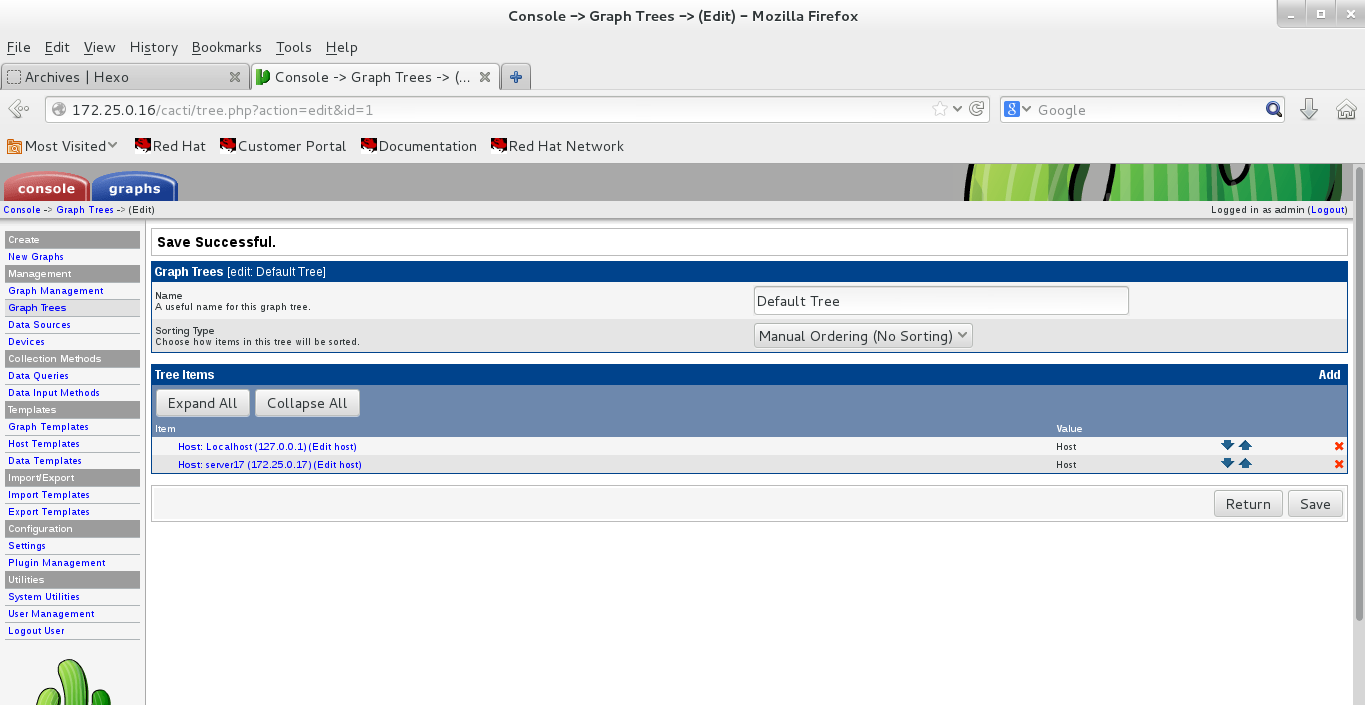 Console -> Graph Trees -> (Edit) - Mozilla Firefox
File Edit View History Bookmarks Tools Help
Archives | Hexo
Console -> Graph Trees -> (...
172.25.0.16/cacti/tree.php?action=edit&id=1
Google
Most Visited Red Hat Customer Portal Documentation Red Hat Network
console graphs
Console -> Graph Trees -> (Edit)
Logged in as admin (Logout)
Create
New Graphs
Management
Graph Management
Graph Trees
Data Sources
Devices
Collection Methods
Data Queries
Data Input Methods
Templates
Graph Templates
Host Templates
Data Templates
Import/Export
Import Templates
Export Templates
Configuration
Settings
Plugin Management
Utilities
System Utilities
User Management
Logout User
Save Successful.
Graph Trees [edit: Default Tree]
Name
A useful name for this graph tree.
Default Tree
Sorting Type
Choose how items in this tree will be sorted.
Manual Ordering (No Sorting)
Tree Items Add
Expand All Collapse All
Item Value
Host: Localhost (127.0.0.1) (Edit host) Host
Host: server17 (172.25.0.17) (Edit host) Host
Return Save